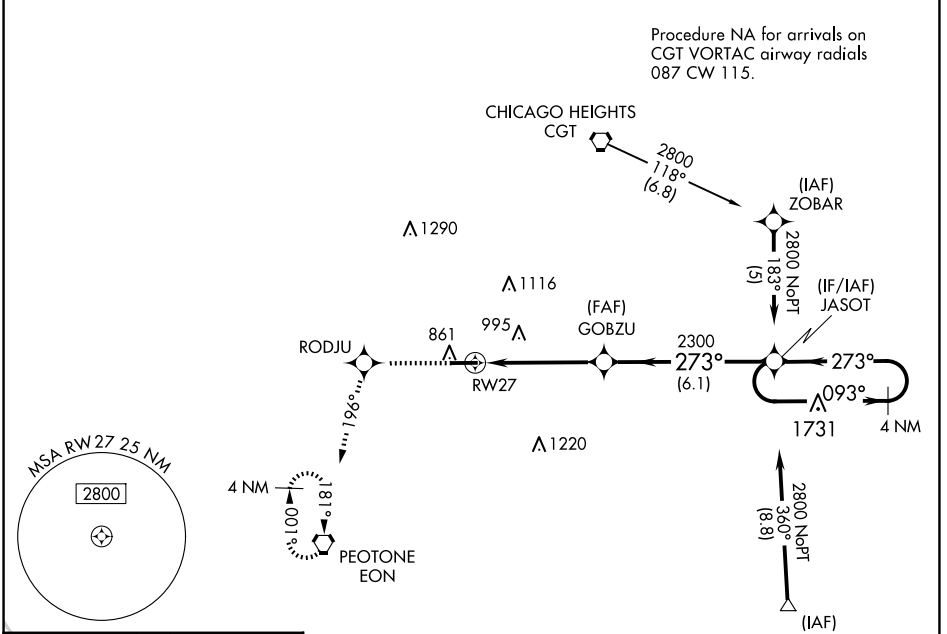 Procedure NA for arrivals on
CGT VORTAC airway radials
087 CW 115.
CHICAGO HEIGHTS
CGT
2800
118°
(6.8)
(IAF)
ZOBAR
2800 NoPT
183°
(5)
1290
1116
(IF/IAF)
JASOT
(FAF)
GOBZU
995
861
RODJU
RW27
2300
273°
(6.1)
273°
093°
4 NM
1731
1220
196°
MSA RW 27 25 NM
2800
4 NM
181°
001°
PEOTONE
EON
2800 NoPT
360°
(8.8)
(IAF)